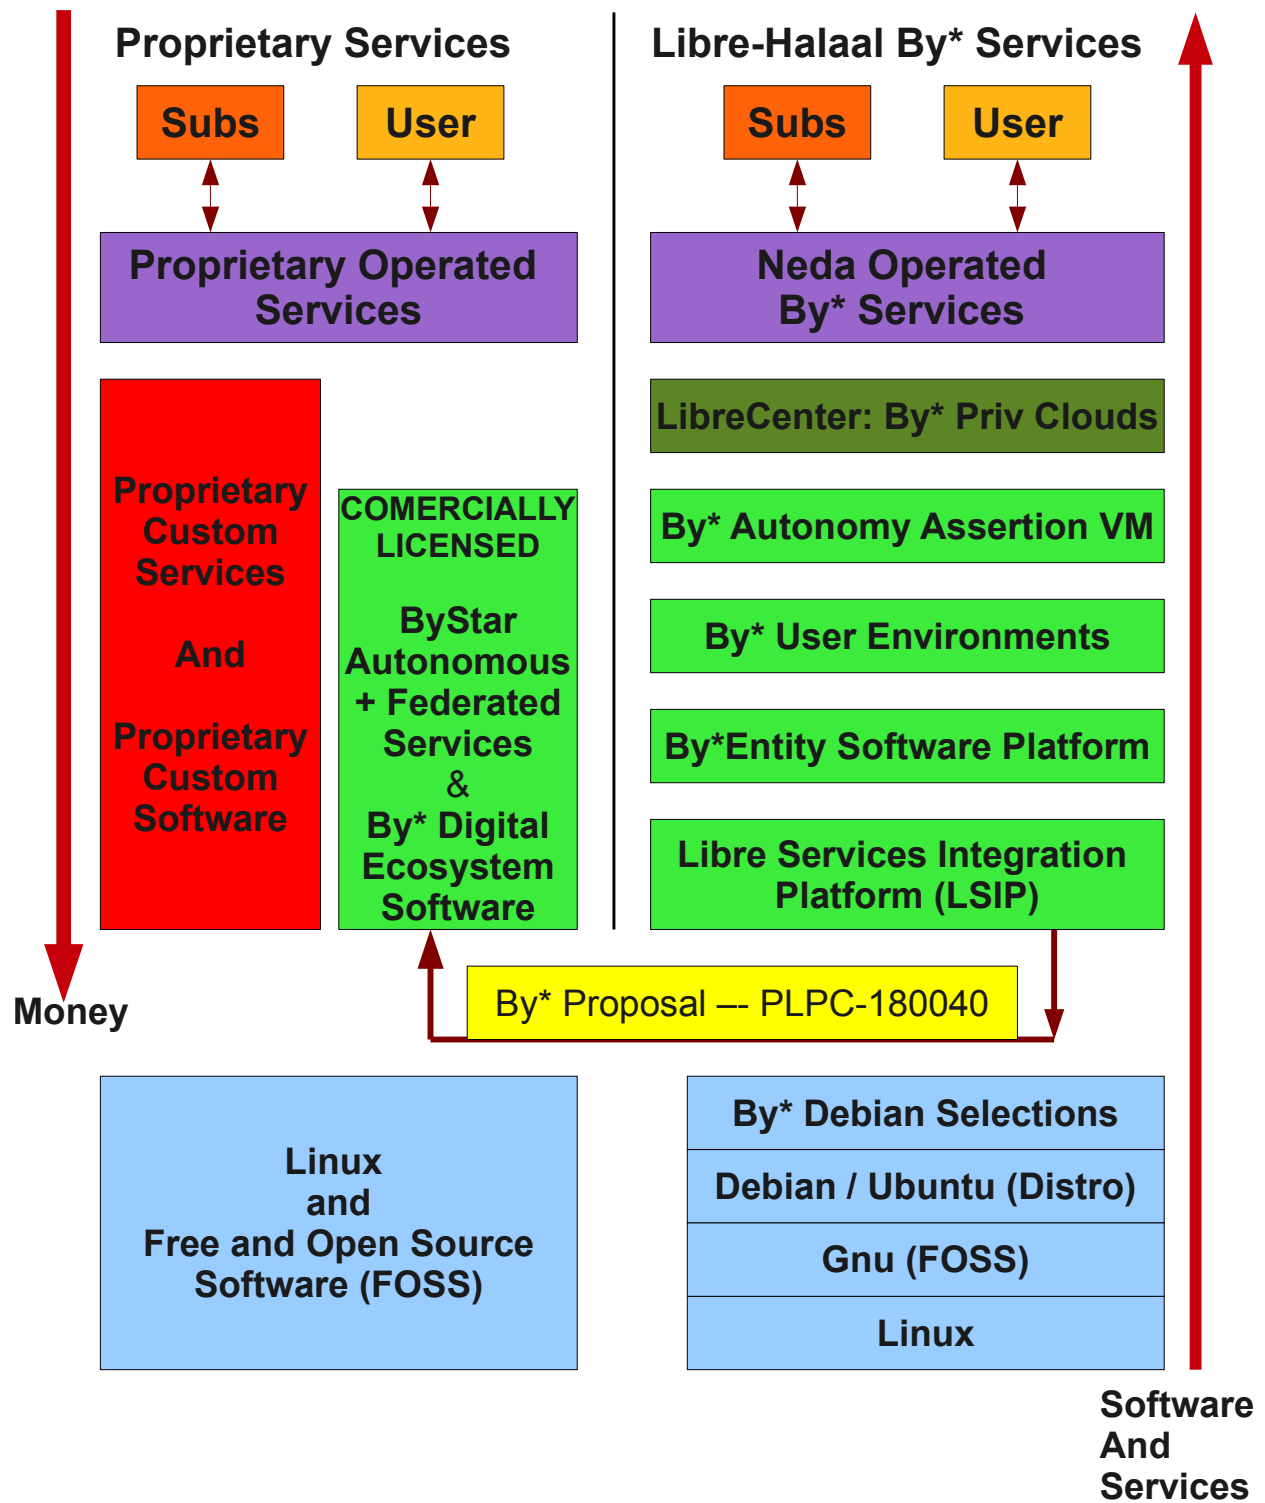 Proprietary Services
Subs
User
Proprietary Operated
Services
Proprietary
Custom
Services
And
Proprietary
Custom
Software
COMERCIALLY
LICENSED
ByStar
Autonomous
+ Federated
Services
&
By* Digital
Ecosystem
Software
Money
Libre-Halaal By* Services
Subs
User
Neda Operated
By* Services
LibreCenter: By* Priv Clouds
By* Autonomy Assertion VM
By* User Environments
By*Entity Software Platform
Libre Services Integration
Platform (LSIP)
By* Proposal –- PLPC-180040
Linux
and
Free and Open Source
Software (FOSS)
By* Debian Selections
Debian / Ubuntu (Distro)
Gnu (FOSS)
Linux
Software
And
Services